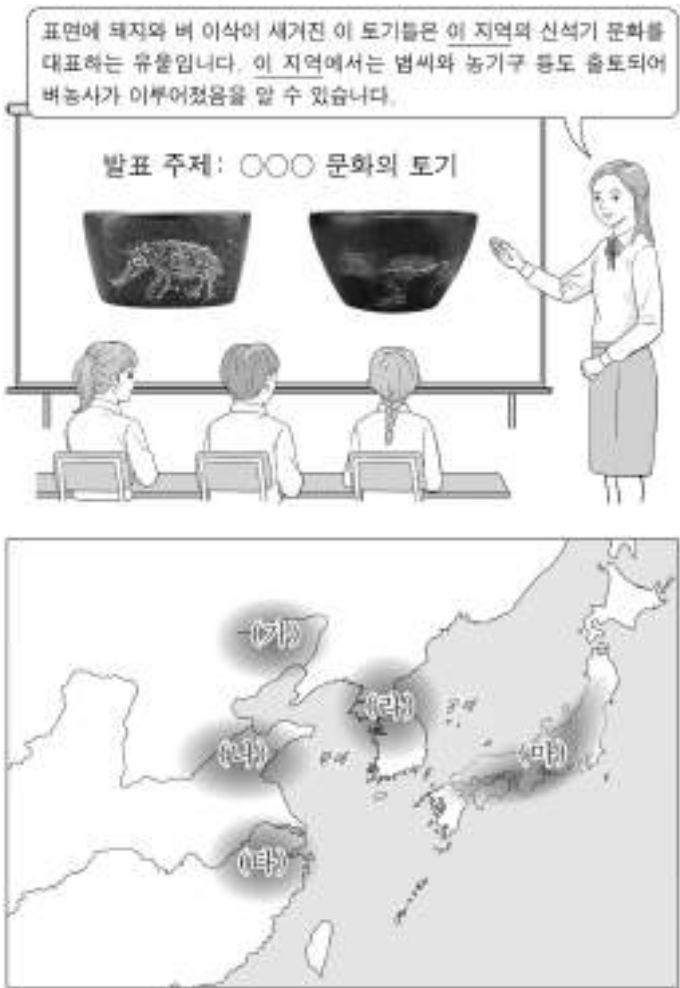 표면에 돼지와 벼 이삭이 새겨진 이 토기들은 이 지역의 신석기 문화를
대표하는 유물입니다. 이 지역에서는 볍씨와 농기구 등도 출토되어
벼농사가 이루어졌음을 알 수 있습니다.
발표 주제: ○○○ 문화의 토기
(가)
(라)
(나)
(마)
(다)